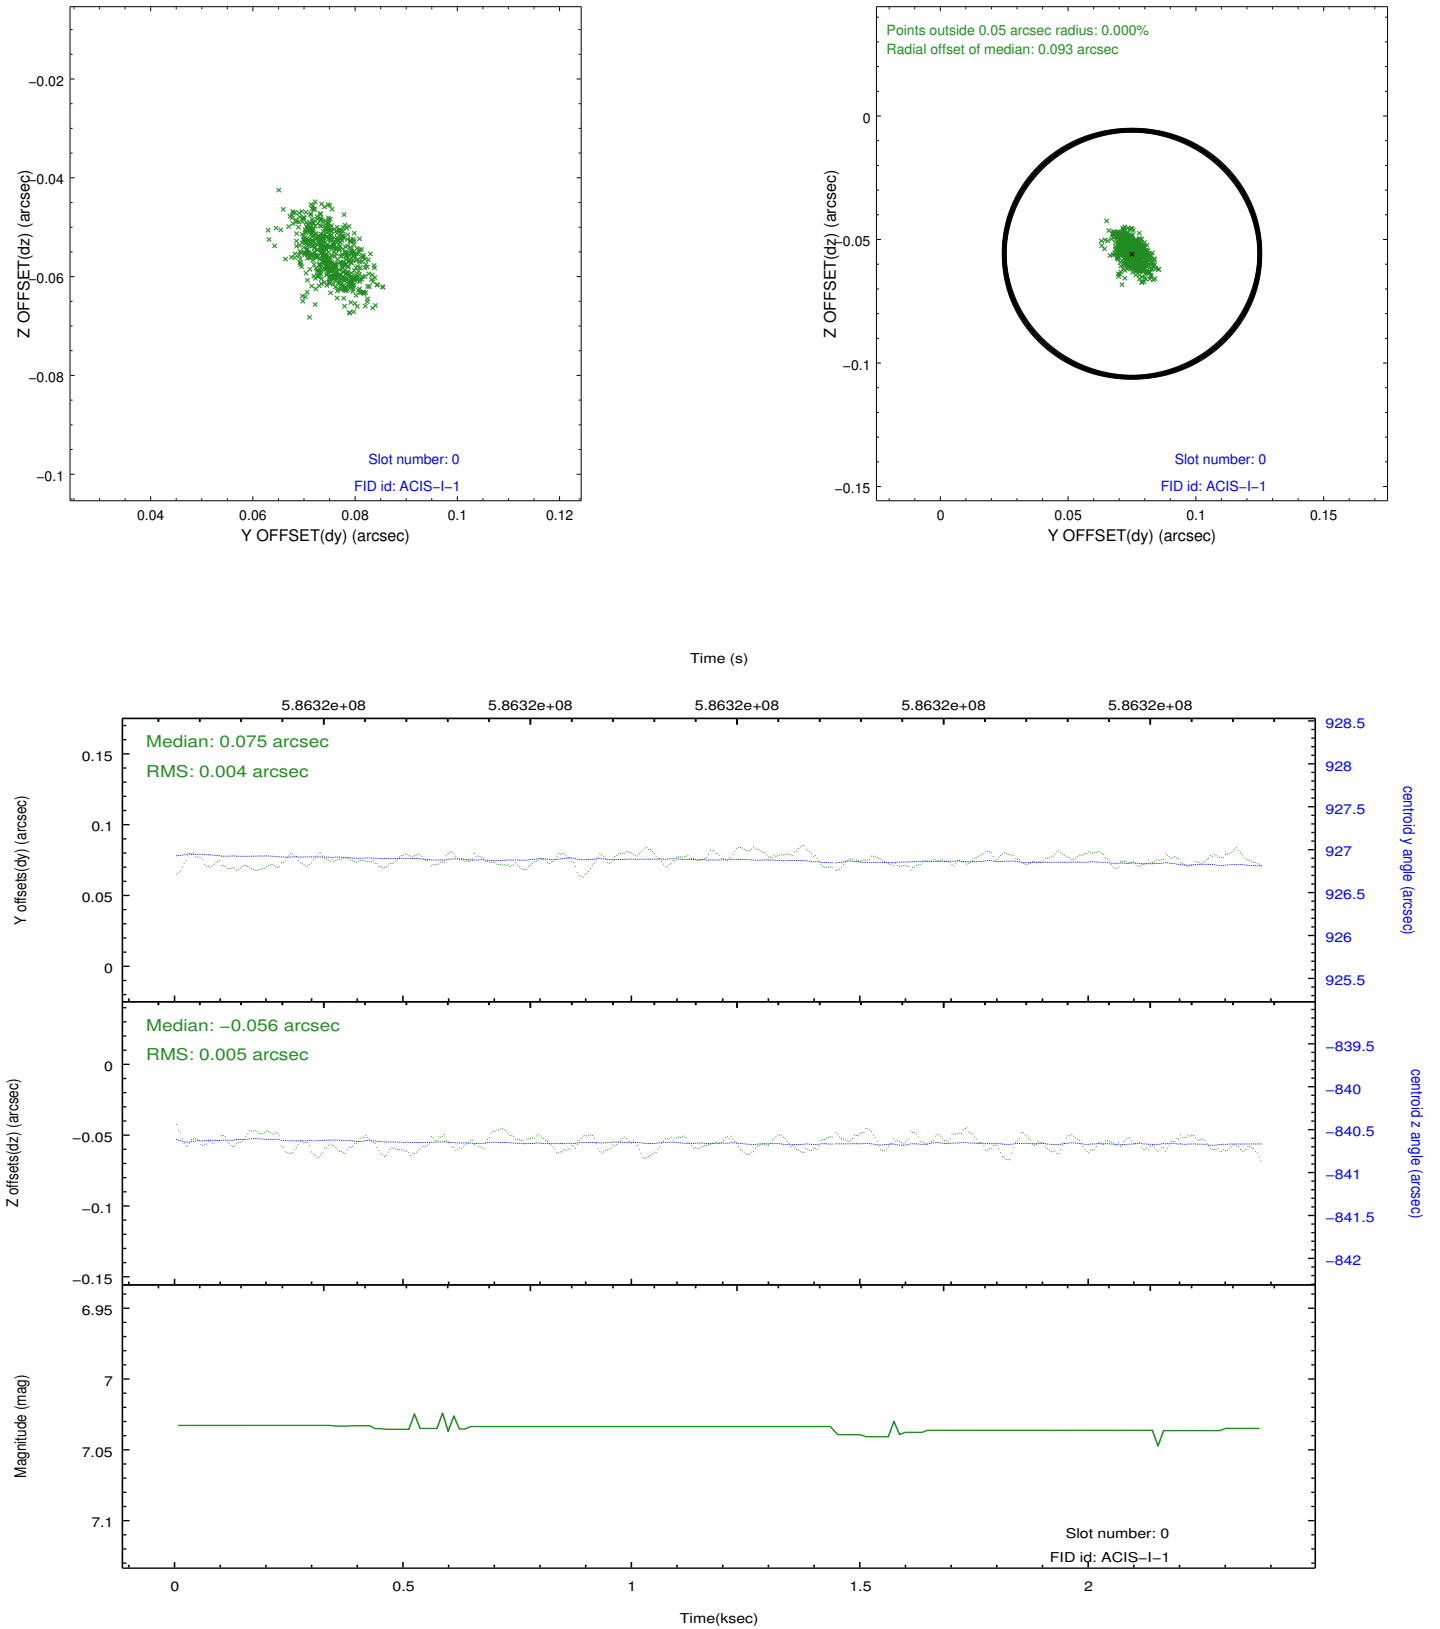 −0.02
−0.04
−0.06
−0.08
−0.1
Z OFFSET(dz) (arcsec)
Slot number: 0
FID id: ACIS−I−1
0.04 0.06 0.08 0.1 0.12
Y OFFSET(dy) (arcsec)
Points outside 0.05 arcsec radius: 0.000%
Radial offset of median: 0.093 arcsec
0
−0.05
−0.1
−0.15
Z OFFSET(dz) (arcsec)
Slot number: 0
FID id: ACIS−I−1
0 0.05 0.1 0.15
Y OFFSET(dy) (arcsec)
Time (s)
5.8632e+08 5.8632e+08 5.8632e+08 5.8632e+08 5.8632e+08
Median: 0.075 arcsec
RMS: 0.004 arcsec
0.15
0.1
0.05
0
Y offsets(dy) (arcsec)
928.5
928
927.5
927
926.5
926
925.5
centroid y angle (arcsec)
Median: −0.056 arcsec
RMS: 0.005 arcsec
0
−0.05
−0.1
−0.15
Z offsets(dz) (arcsec)
−839.5
−840
−840.5
−841
−841.5
−842
centroid z angle (arcsec)
6.95
7
7.05
7.1
Magnitude (mag)
Slot number: 0
FID id: ACIS−I−1
0 0.5 1 1.5 2
Time(ksec)